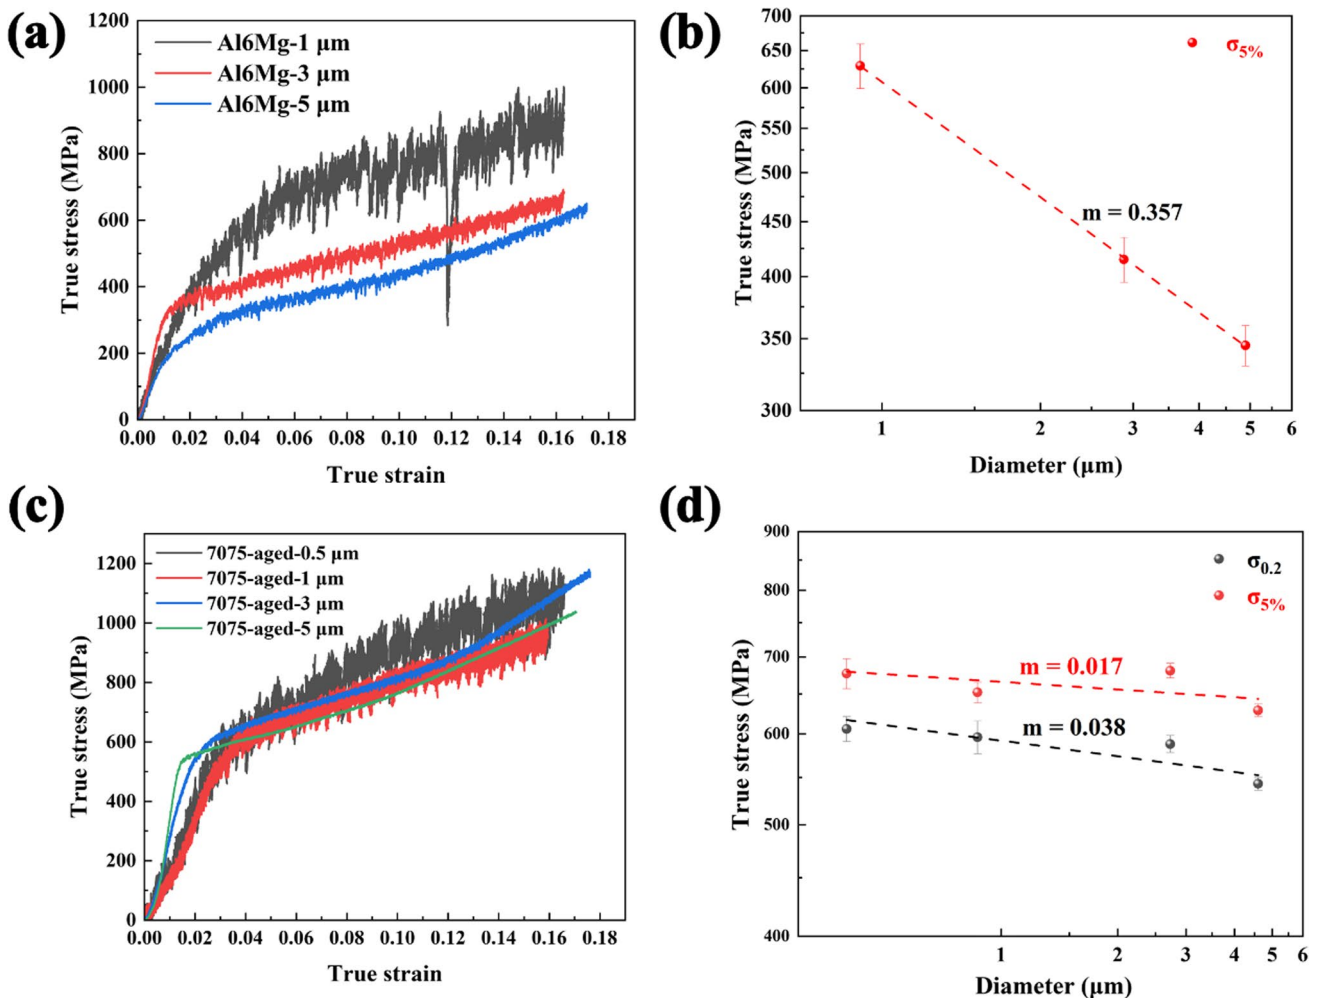 (a)
1200
1000
800
600
400
200
0
True stress (MPa)
Al6Mg-1 μm
Al6Mg-3 μm
Al6Mg-5 μm
0.00 0.02 0.04 0.06 0.08 0.10 0.12 0.14 0.16 0.18
True strain
(b)
700
650
600
550
500
450
400
350
300
True stress (MPa)
σ5%
m = 0.357
1 2 3 4 5 6
Diameter (μm)
(c)
1200
1000
800
600
400
200
0
True stress (MPa)
7075-aged-0.5 μm
7075-aged-1 μm
7075-aged-3 μm
7075-aged-5 μm
0.00 0.02 0.04 0.06 0.08 0.10 0.12 0.14 0.16 0.18
True strain
(d)
900
800
700
600
500
400
True stress (MPa)
σ0.2
σ5%
m = 0.017
m = 0.038
1 2 3 4 5 6
Diameter (μm)